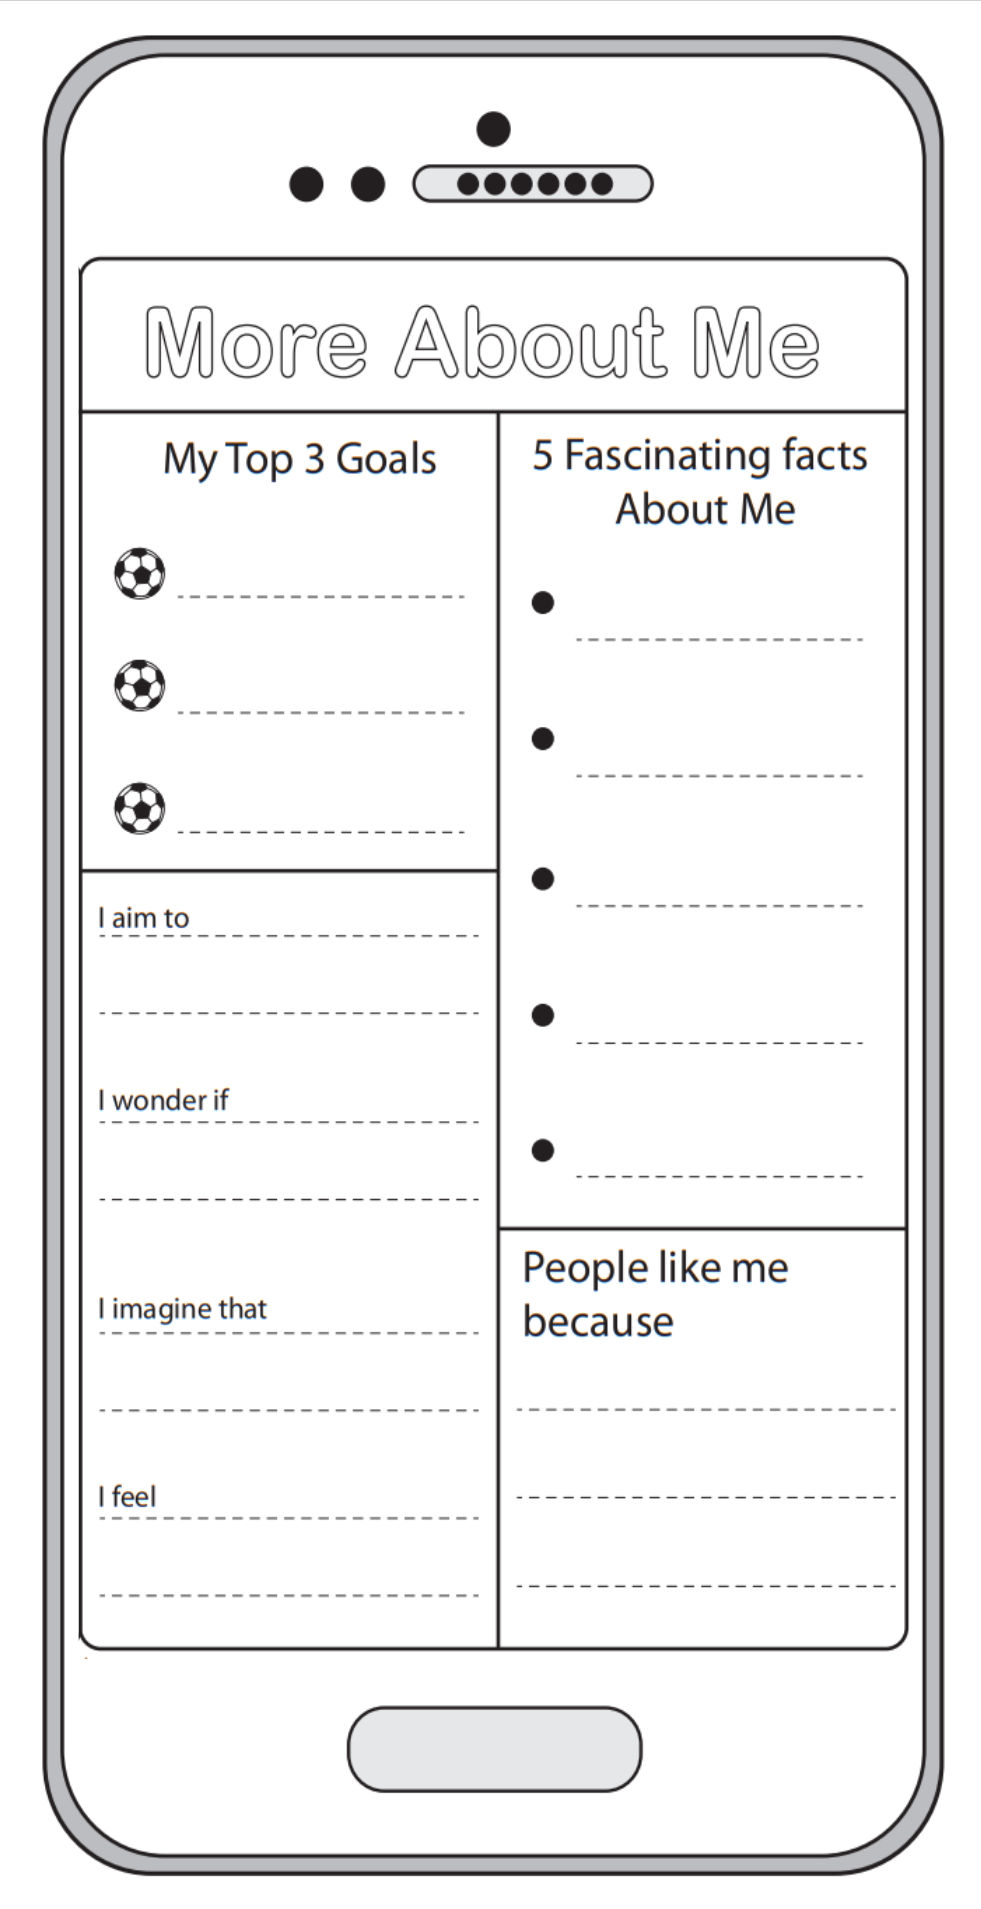 More About Me
My Top 3 Goals
I aim to
I wonder if
I imagine that
I feel
5 Fascinating facts
About Me
People like me
because